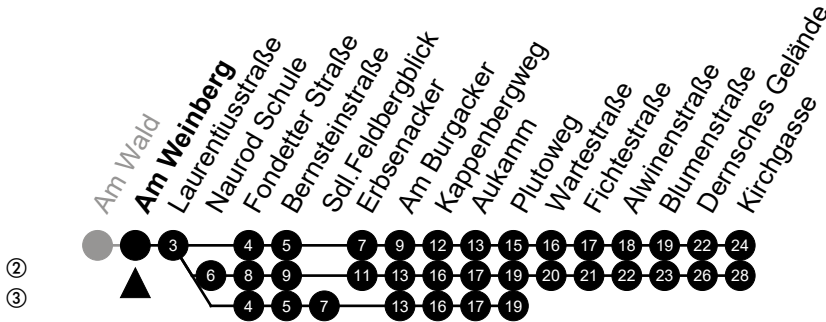 Am Wald
Am Weinberg
Laurentiusstraße
Naurod Schule
Fondetter Straße
Bernsteinstraße
Sdl.Feldbergblick
Erbsenacker
Am Burgacker
Kappenbergweg
Aukamm
Plutoweg
Wartestraße
Fichtestraße
Alwinenstraße
Blumenstraße
Dernsches Gelände
Kirchgasse
3 4 5 7 9 12 13 15 16 17 18 19 22 24
② 6 8 9 11 13 16 17 19 20 21 22 23 26 28
③ 4 5 7 13 16 17 19